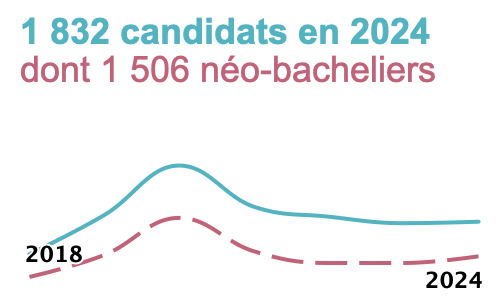 1 832 candidats en 2024
dont 1 506 néo-bacheliers
2018
2024